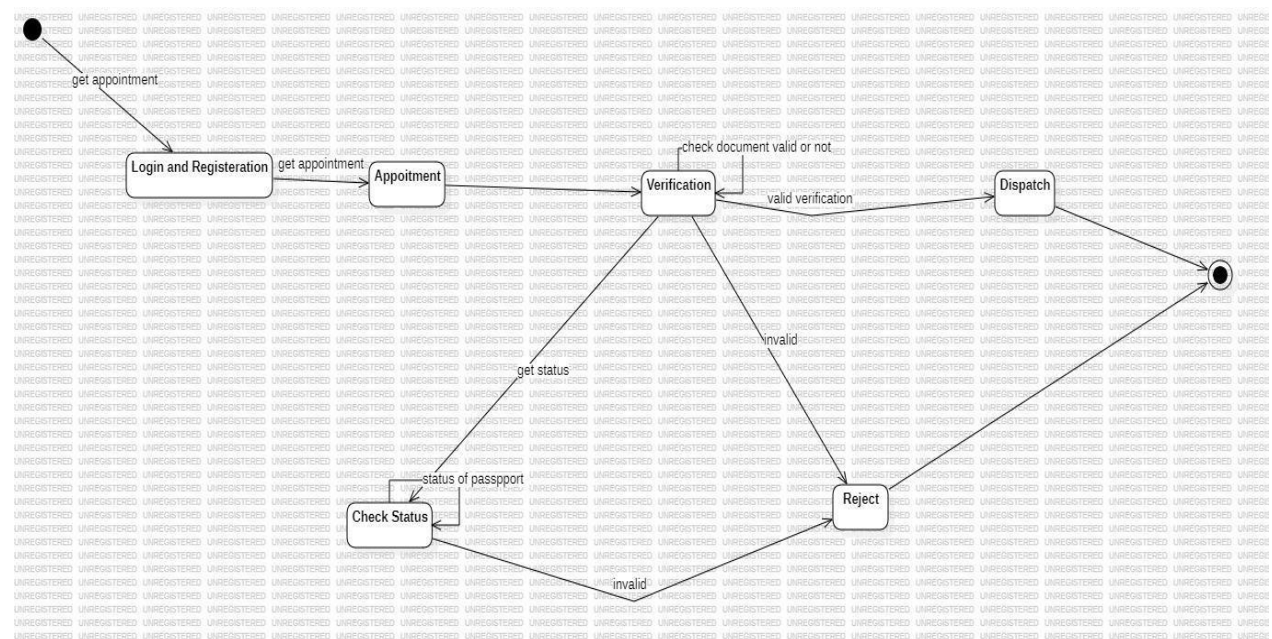 get appointment
Login and Registeration
get appointment
Appoitment
check document valid or not
Verification
valid verification
Dispatch
invalid
get status
status of passpport
Check Status
Reject
invalid
UNREGISTERED